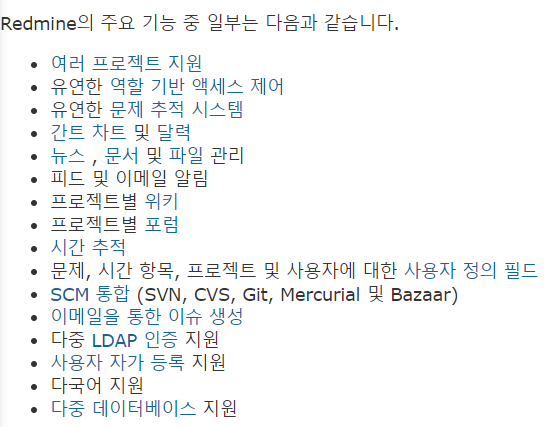 Redmine의 주요 기능 중 일부는 다음과 같습니다.
여러 프로젝트 지원
유연한 역할 기반 액세스 제어
유연한 문제 추적 시스템
간트 차트 및 달력
뉴스 , 문서 및 파일 관리
피드 및 이메일 알림
프로젝트별 위키
프로젝트별 포럼
시간 추적
문제, 시간 항목, 프로젝트 및 사용자에 대한 사용자 정의 필드
SCM 통합 (SVN, CVS, Git, Mercurial 및 Bazaar)
이메일을 통한 이슈 생성
다중 LDAP 인증 지원
사용자 자가 등록 지원
다국어 지원
다중 데이터베이스 지원